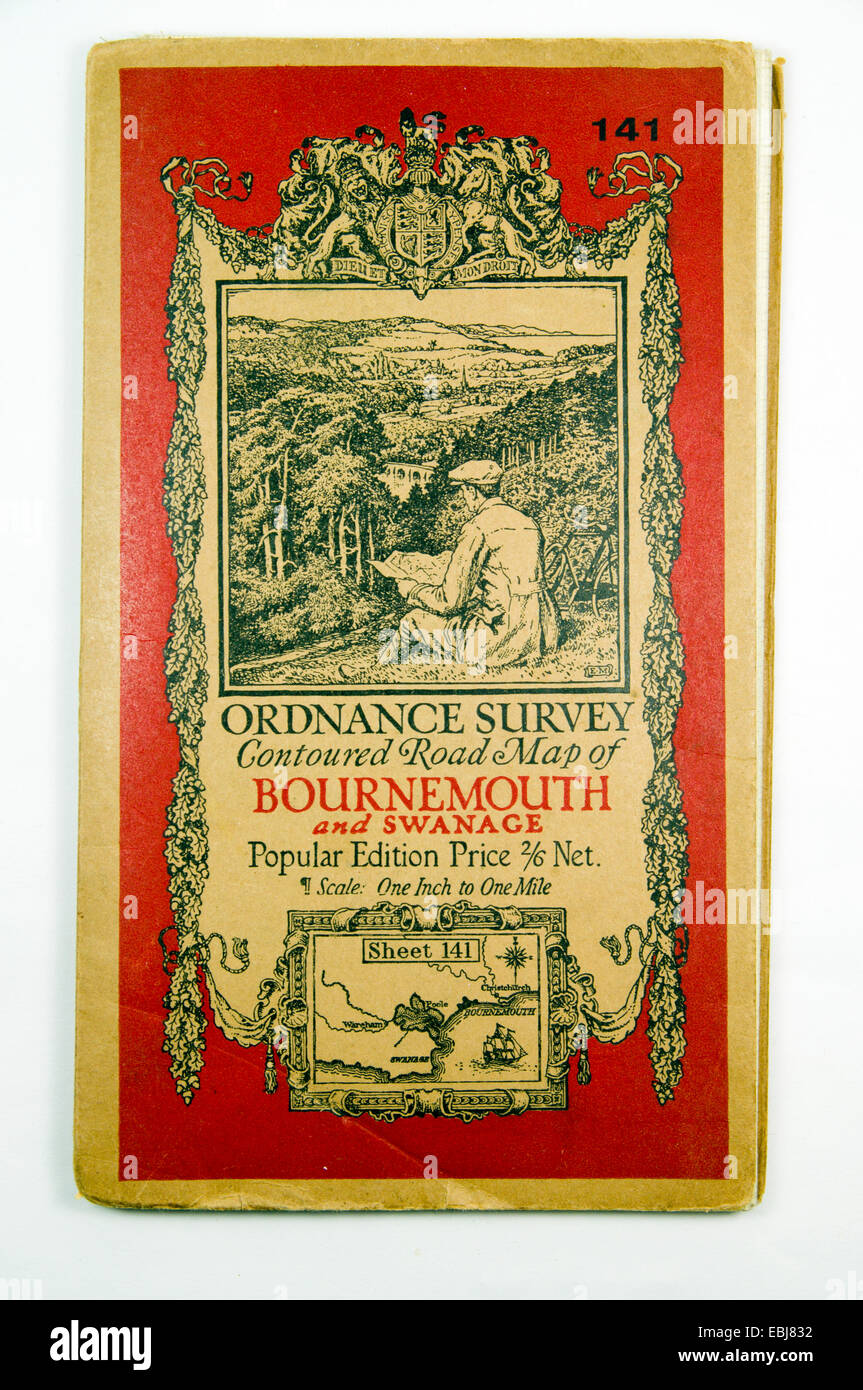 141
DIEU ET MON DROIT
E.M
ORDNANCE SURVEY
Contoured Road Map of
BOURNEMOUTH
and SWANAGE
Popular Edition Price 2/6 Net.
¶ Scale: One Inch to One Mile
Sheet 141
Christchurch
Poole
BOURNEMOUTH
Wareham
SWANAGE
alamy
Image ID: EBJ832
www.alamy.com